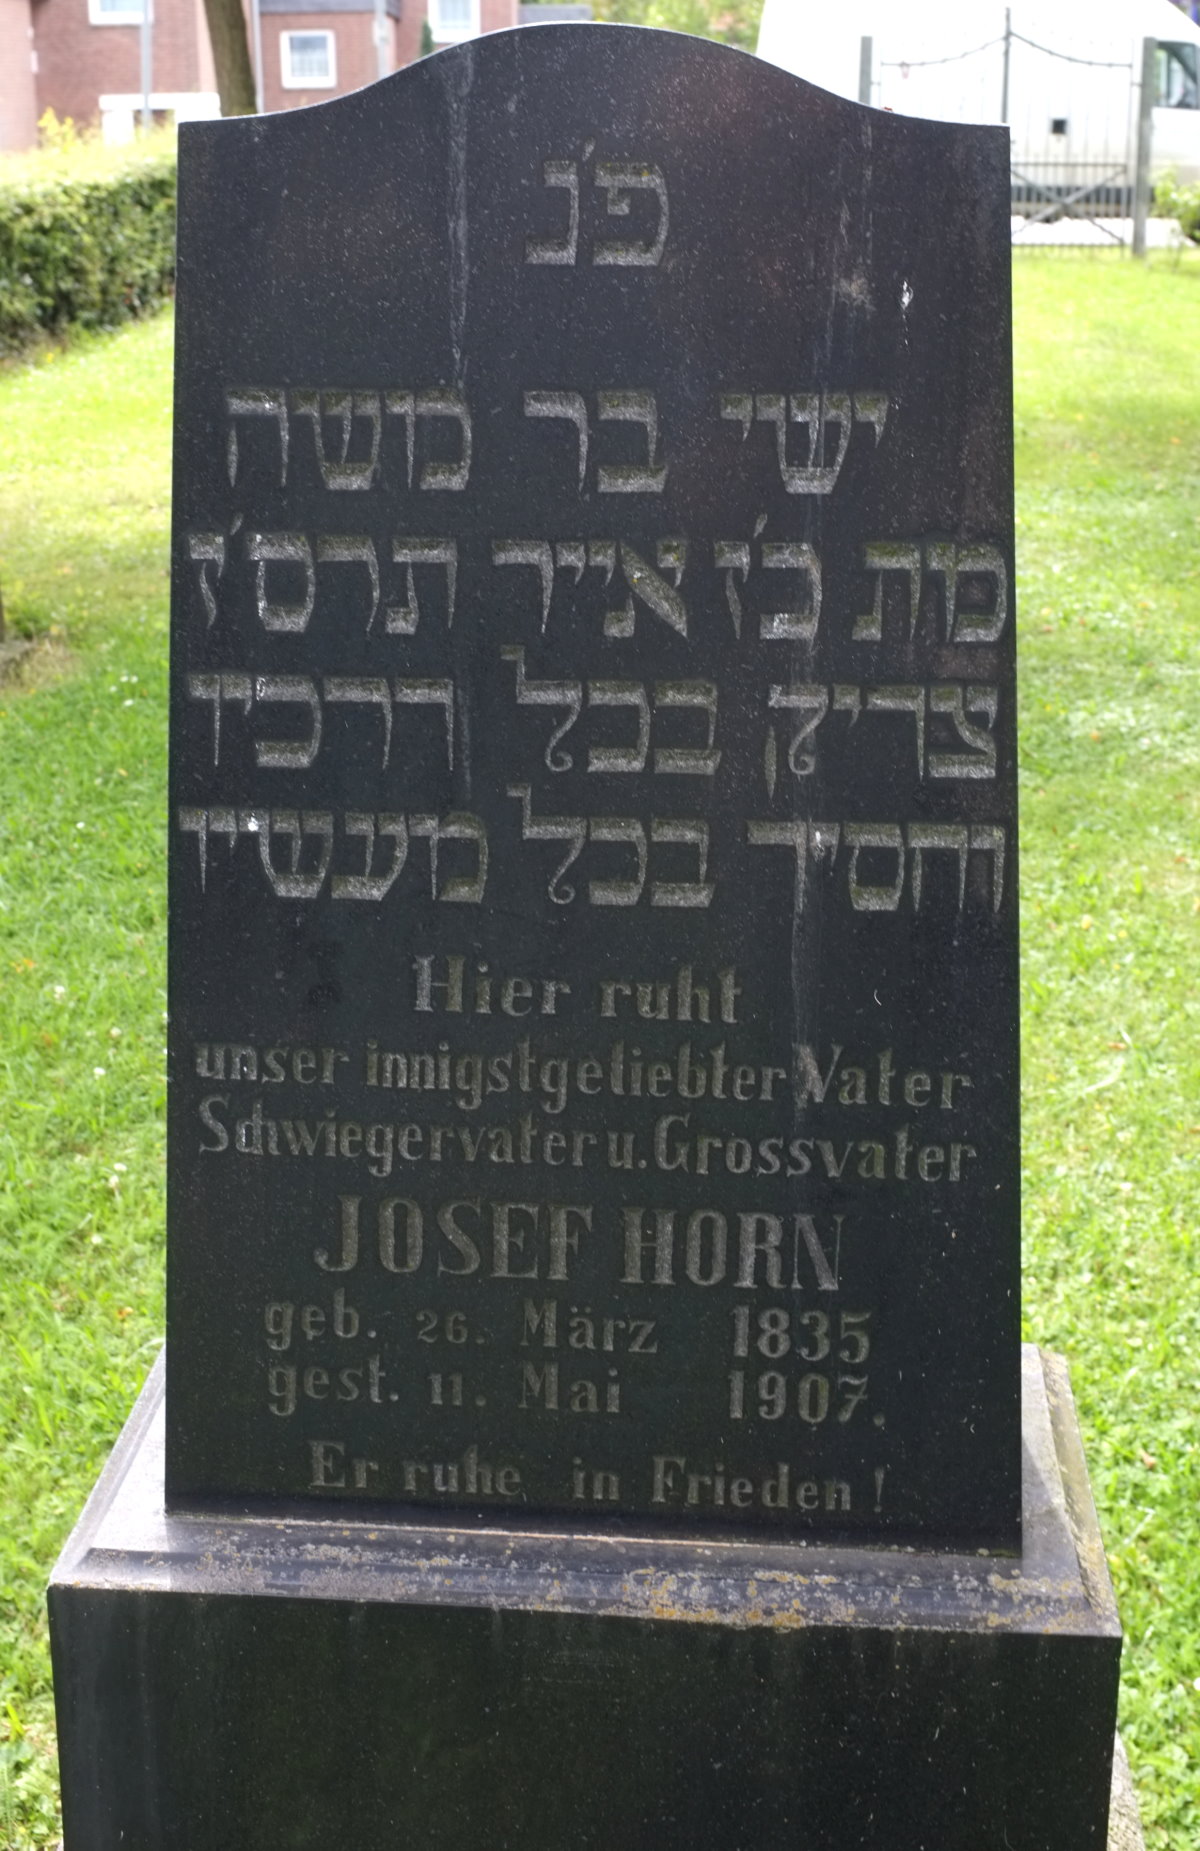 פ'נ
ישי בר משה
מת כ'ז אייר תרס'ז
צדיק בכל דרכיו
וחסיד בכל מעשיו
Hier ruht
unser innigstgeliebter Vater
Schwiegervater u. Grossvater
JOSEF HORN
geb. 26. März 1835
gest. 11. Mai 1907.
Er ruhe in Frieden!